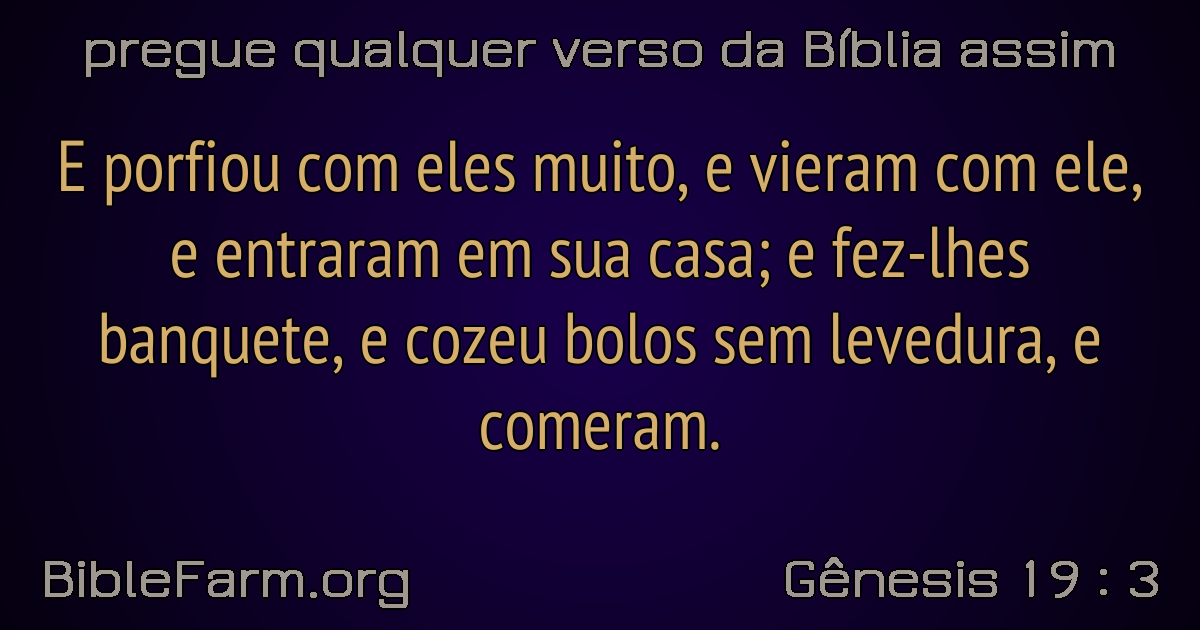 pregue qualquer verso da Bíblia assim
E porfiou com eles muito, e vieram com ele,
e entraram em sua casa; e fez-lhes
banquete, e cozeu bolos sem levedura, e
comeram.
BibleFarm.org
Gênesis 19 : 3